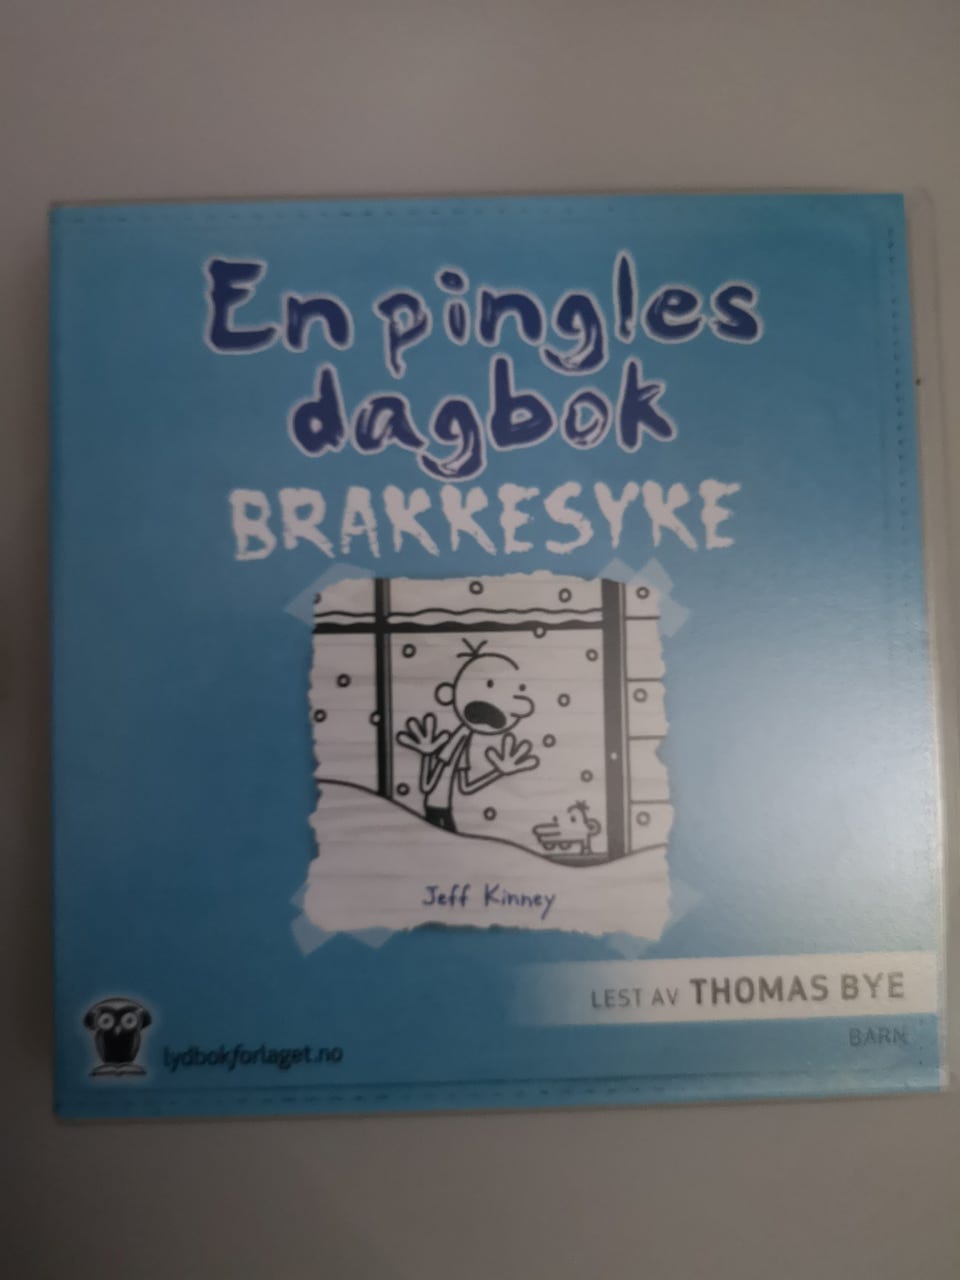 En pingles
dagbok
BRAKKESYKE
Jeff Kinney
LEST AV THOMAS BYE
BARN
lydbokforlaget.no